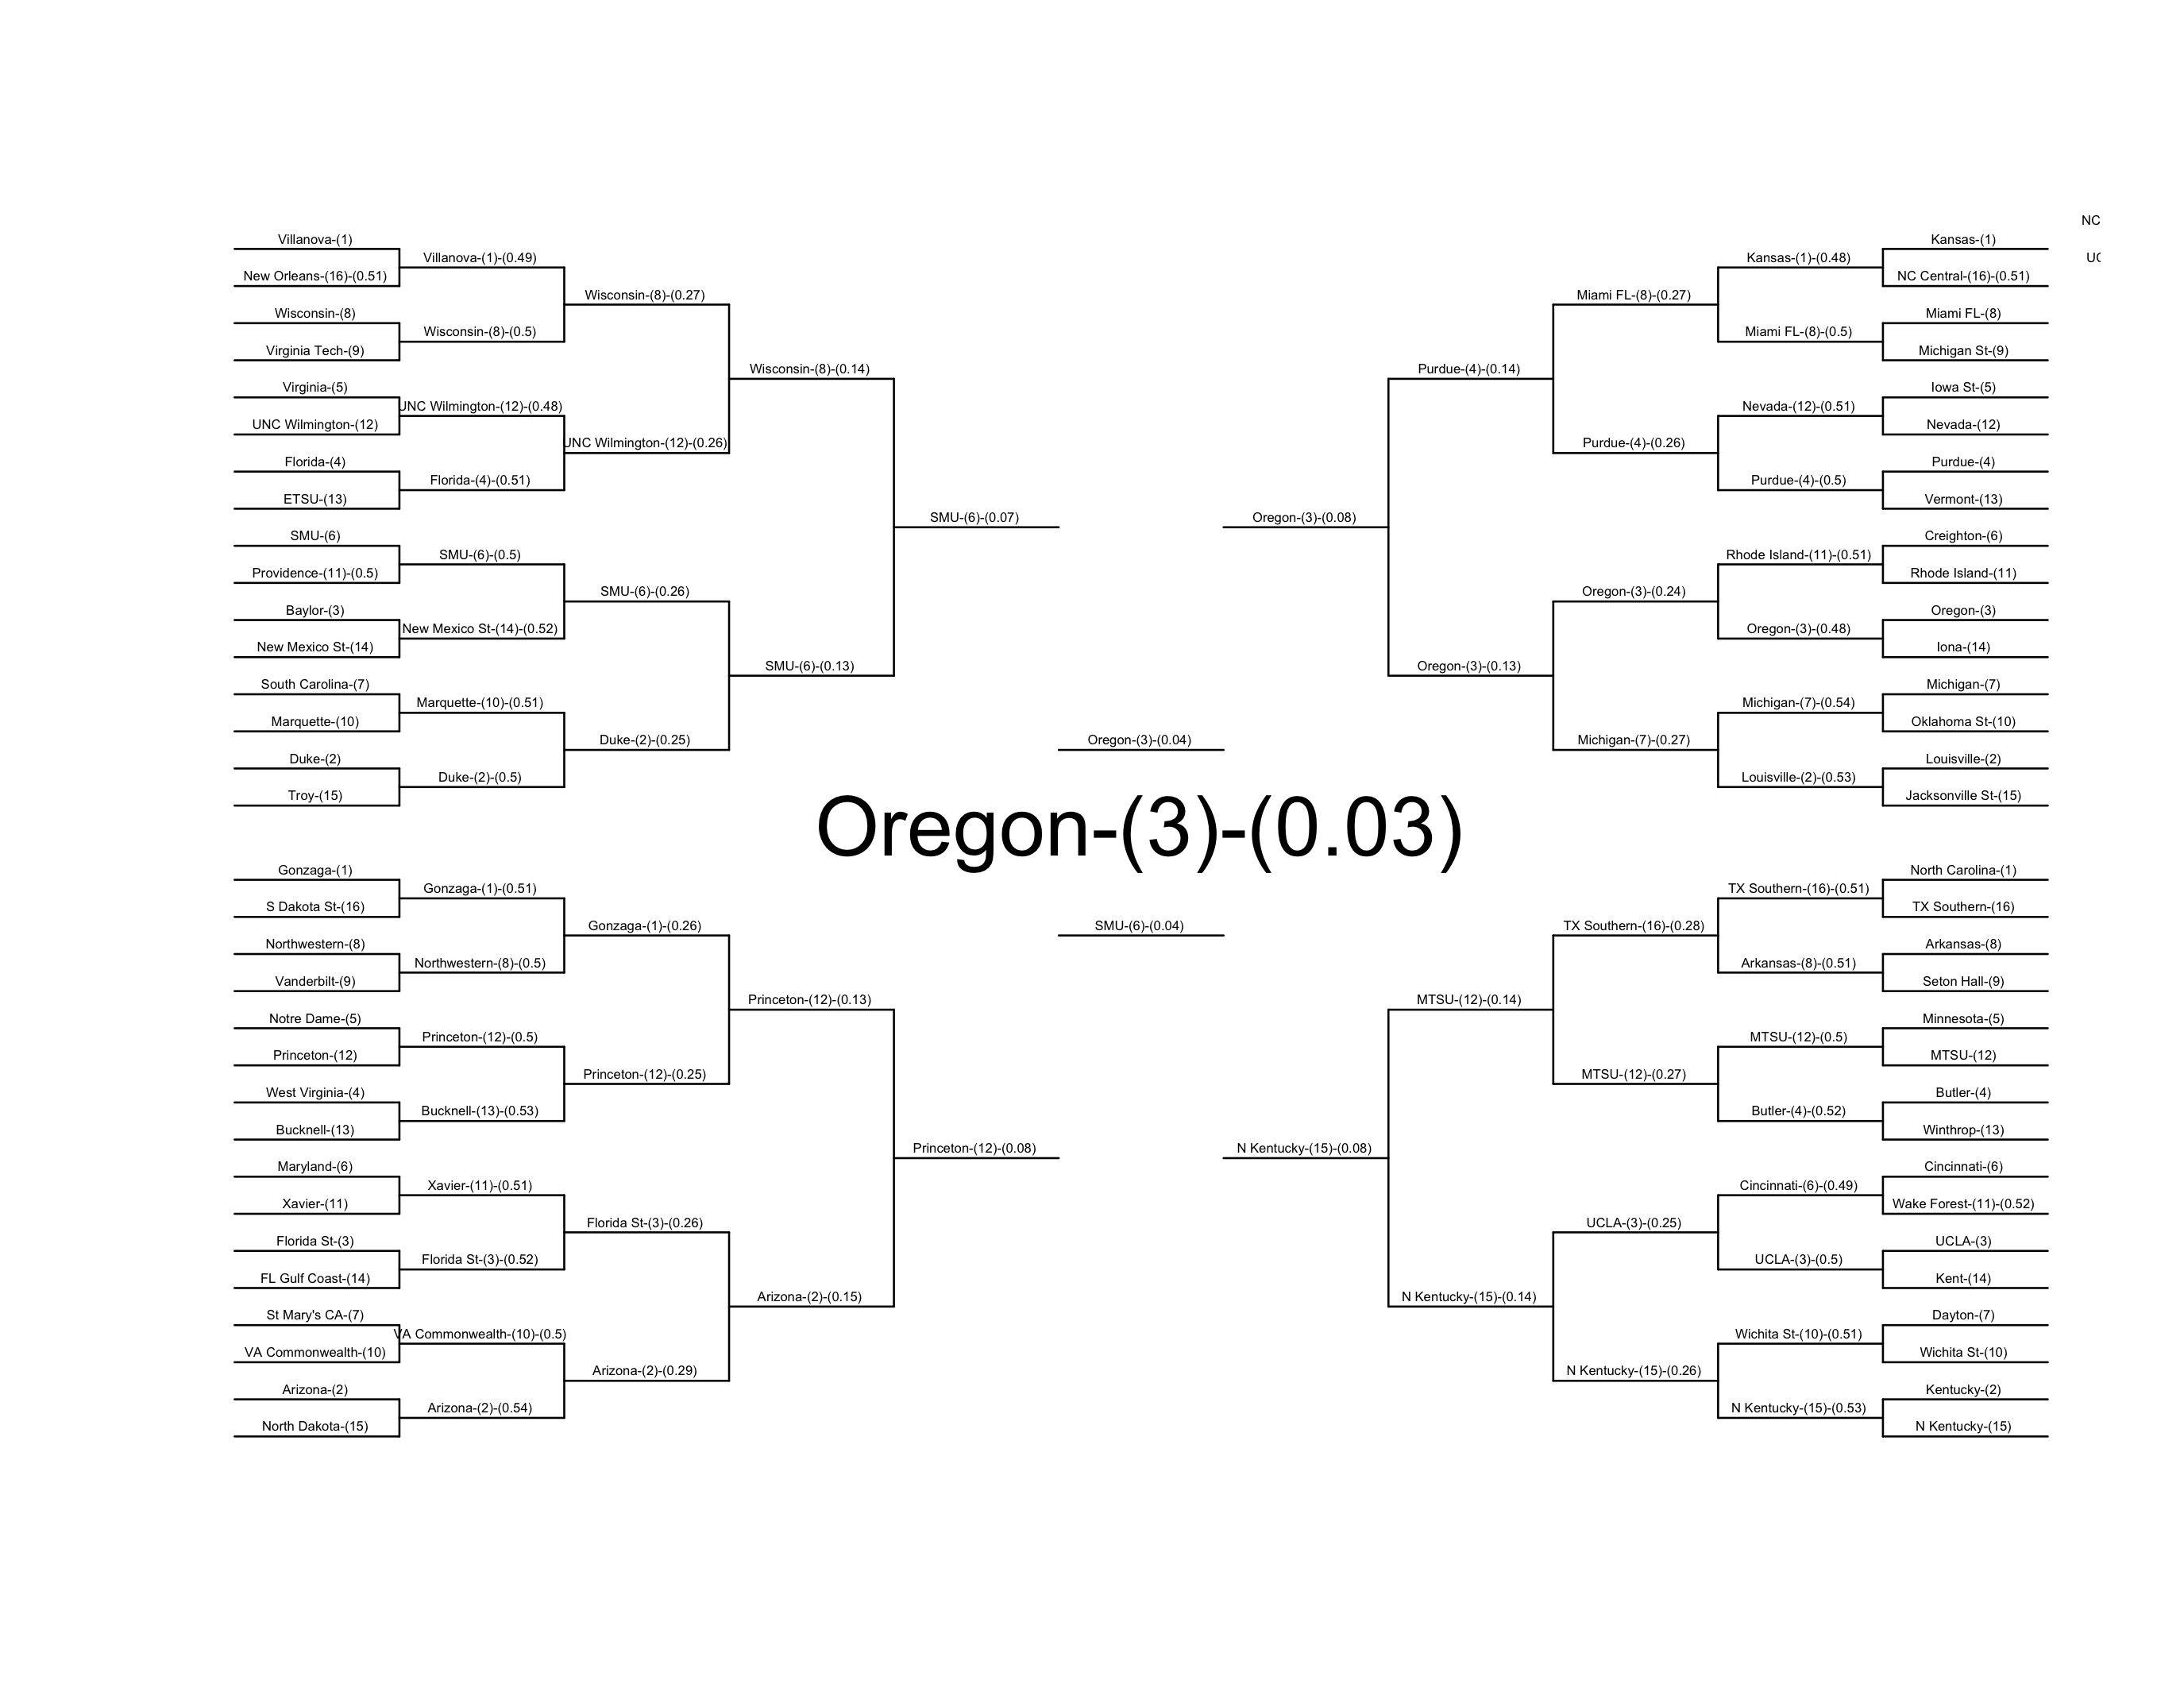 Villanova-(1)
New Orleans-(16)-(0.51)
Wisconsin-(8)
Virginia Tech-(9)
Virginia-(5)
UNC Wilmington-(12)
Florida-(4)
ETSU-(13)
SMU-(6)
Providence-(11)-(0.5)
Baylor-(3)
New Mexico St-(14)
South Carolina-(7)
Marquette-(10)
Duke-(2)
Troy-(15)
Gonzaga-(1)
S Dakota St-(16)
Northwestern-(8)
Vanderbilt-(9)
Notre Dame-(5)
Princeton-(12)
West Virginia-(4)
Bucknell-(13)
Maryland-(6)
Xavier-(11)
Florida St-(3)
FL Gulf Coast-(14)
St Mary's CA-(7)
VA Commonwealth-(10)
Arizona-(2)
North Dakota-(15)
Villanova-(1)-(0.49)
Wisconsin-(8)-(0.5)
UNC Wilmington-(12)-(0.48)
Florida-(4)-(0.51)
SMU-(6)-(0.5)
New Mexico St-(14)-(0.52)
Marquette-(10)-(0.51)
Duke-(2)-(0.5)
Gonzaga-(1)-(0.51)
Northwestern-(8)-(0.5)
Princeton-(12)-(0.5)
Bucknell-(13)-(0.53)
Xavier-(11)-(0.51)
Florida St-(3)-(0.52)
VA Commonwealth-(10)-(0.5)
Arizona-(2)-(0.54)
Wisconsin-(8)-(0.27)
UNC Wilmington-(12)-(0.26)
SMU-(6)-(0.26)
Duke-(2)-(0.25)
Gonzaga-(1)-(0.26)
Princeton-(12)-(0.25)
Florida St-(3)-(0.26)
Arizona-(2)-(0.29)
Wisconsin-(8)-(0.14)
SMU-(6)-(0.13)
Princeton-(12)-(0.13)
Arizona-(2)-(0.15)
SMU-(6)-(0.07)
Princeton-(12)-(0.08)
Oregon-(3)-(0.04)
Oregon-(3)-(0.03)
SMU-(6)-(0.04)
Oregon-(3)-(0.08)
N Kentucky-(15)-(0.08)
Purdue-(4)-(0.14)
Oregon-(3)-(0.13)
MTSU-(12)-(0.14)
N Kentucky-(15)-(0.14)
Miami FL-(8)-(0.27)
Purdue-(4)-(0.26)
Oregon-(3)-(0.24)
Michigan-(7)-(0.27)
TX Southern-(16)-(0.28)
MTSU-(12)-(0.27)
UCLA-(3)-(0.25)
N Kentucky-(15)-(0.26)
Kansas-(1)-(0.48)
Miami FL-(8)-(0.5)
Nevada-(12)-(0.51)
Purdue-(4)-(0.5)
Rhode Island-(11)-(0.51)
Oregon-(3)-(0.48)
Michigan-(7)-(0.54)
Louisville-(2)-(0.53)
TX Southern-(16)-(0.51)
Arkansas-(8)-(0.51)
MTSU-(12)-(0.5)
Butler-(4)-(0.52)
Cincinnati-(6)-(0.49)
UCLA-(3)-(0.5)
Wichita St-(10)-(0.51)
N Kentucky-(15)-(0.53)
Kansas-(1)
NC Central-(16)-(0.51)
Miami FL-(8)
Michigan St-(9)
Iowa St-(5)
Nevada-(12)
Purdue-(4)
Vermont-(13)
Creighton-(6)
Rhode Island-(11)
Oregon-(3)
Iona-(14)
Michigan-(7)
Oklahoma St-(10)
Louisville-(2)
Jacksonville St-(15)
North Carolina-(1)
TX Southern-(16)
Arkansas-(8)
Seton Hall-(9)
Minnesota-(5)
MTSU-(12)
Butler-(4)
Winthrop-(13)
Cincinnati-(6)
Wake Forest-(11)-(0.52)
UCLA-(3)
Kent-(14)
Dayton-(7)
Wichita St-(10)
Kentucky-(2)
N Kentucky-(15)
NC